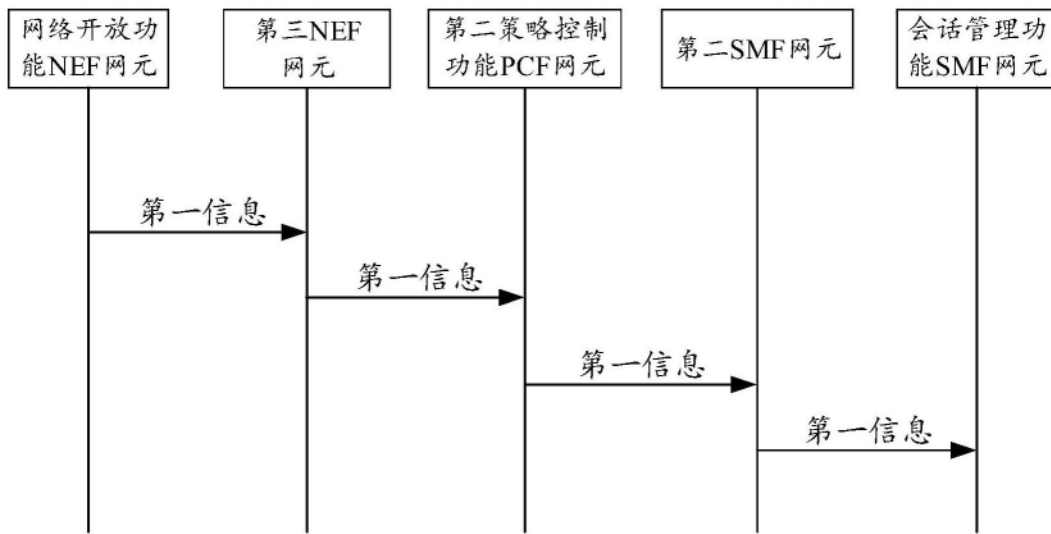 网络开放功
能NEF网元
第三NEF
网元
第二策略控制
功能PCF网元
第二SMF网元
会话管理功
能SMF网元
第一信息
第一信息
第一信息
第一信息